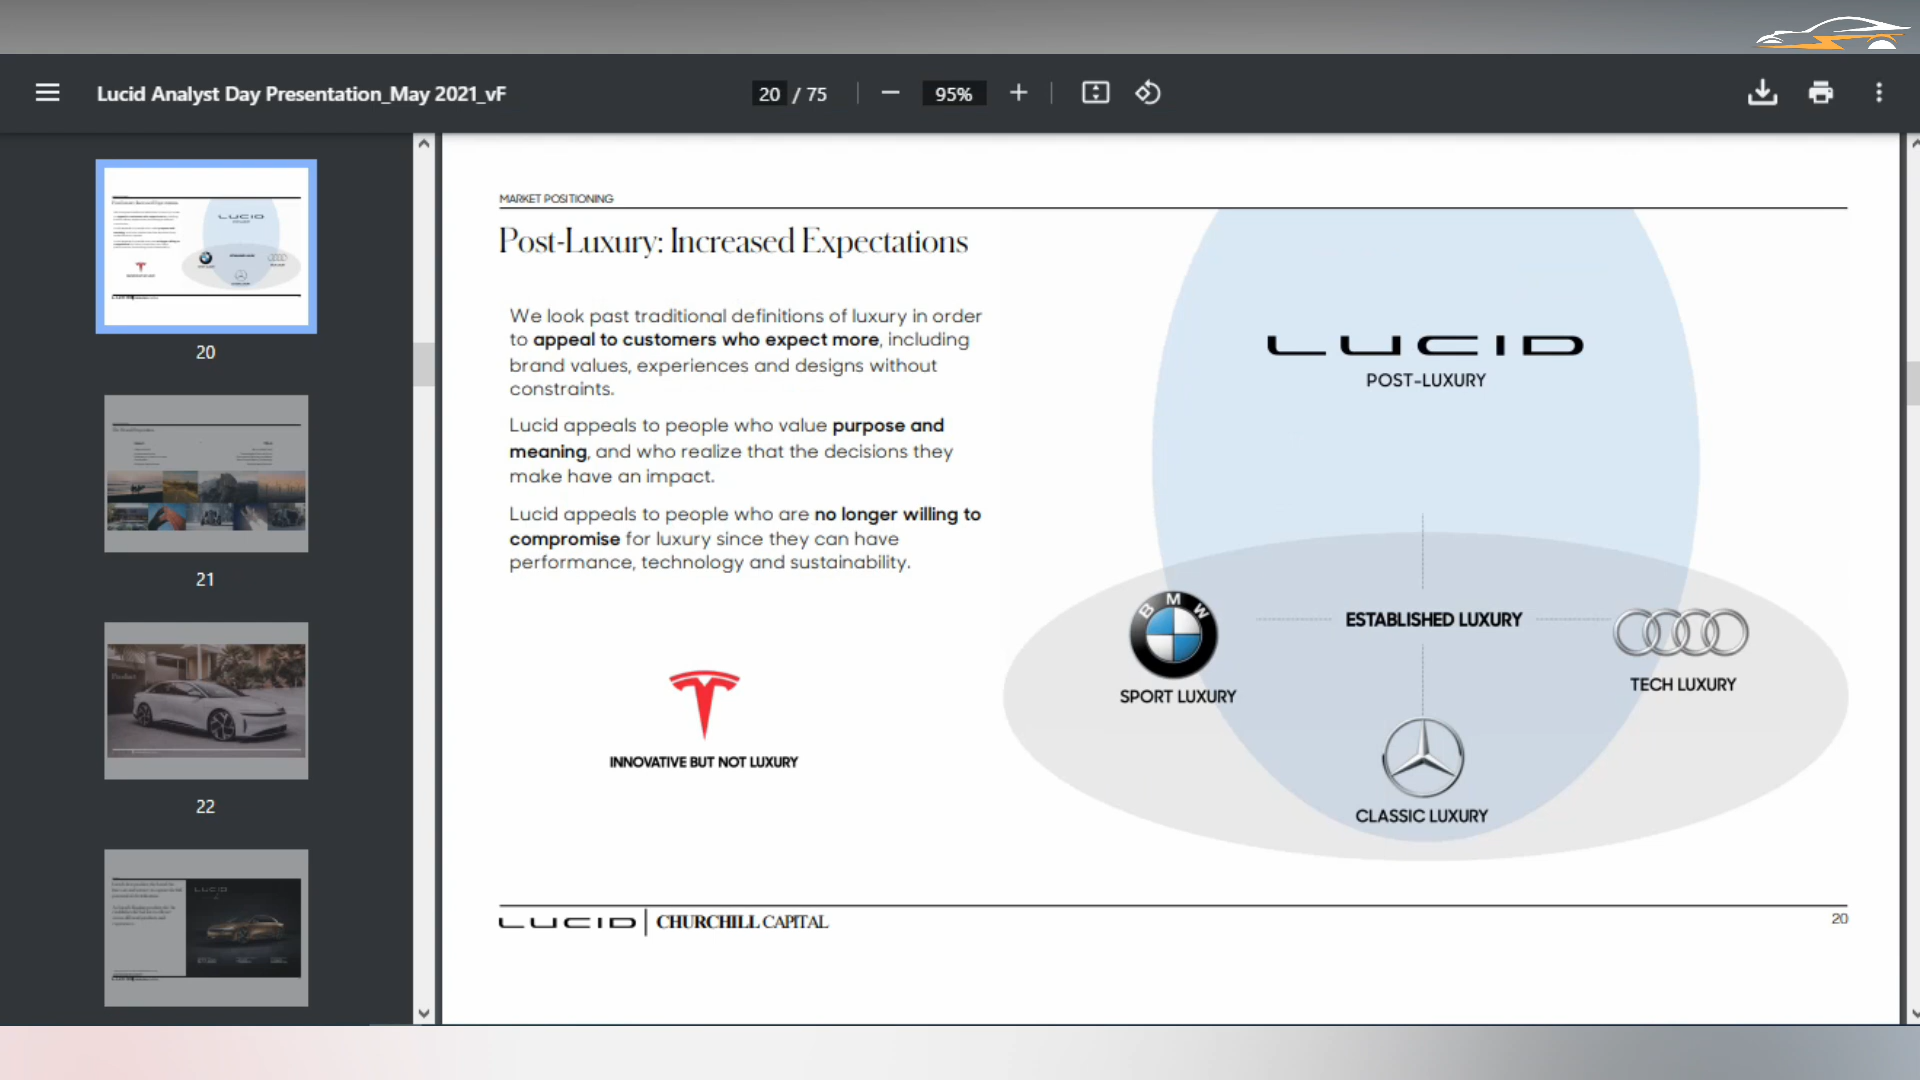 Lucid Analyst Day Presentation_May 2021_vF
20 / 75
95%
20
21
22
MARKET POSITIONING
Post-Luxury: Increased Expectations
We look past traditional definitions of luxury in order
to appeal to customers who expect more, including
brand values, experiences and designs without
constraints.
Lucid appeals to people who value purpose and
meaning, and who realize that the decisions they
make have an impact.
Lucid appeals to people who are no longer willing to
compromise for luxury since they can have
performance, technology and sustainability.
INNOVATIVE BUT NOT LUXURY
LUCID
POST-LUXURY
BMW
SPORT LUXURY
ESTABLISHED LUXURY
TECH LUXURY
CLASSIC LUXURY
LUCID | CHURCHILL CAPITAL
20